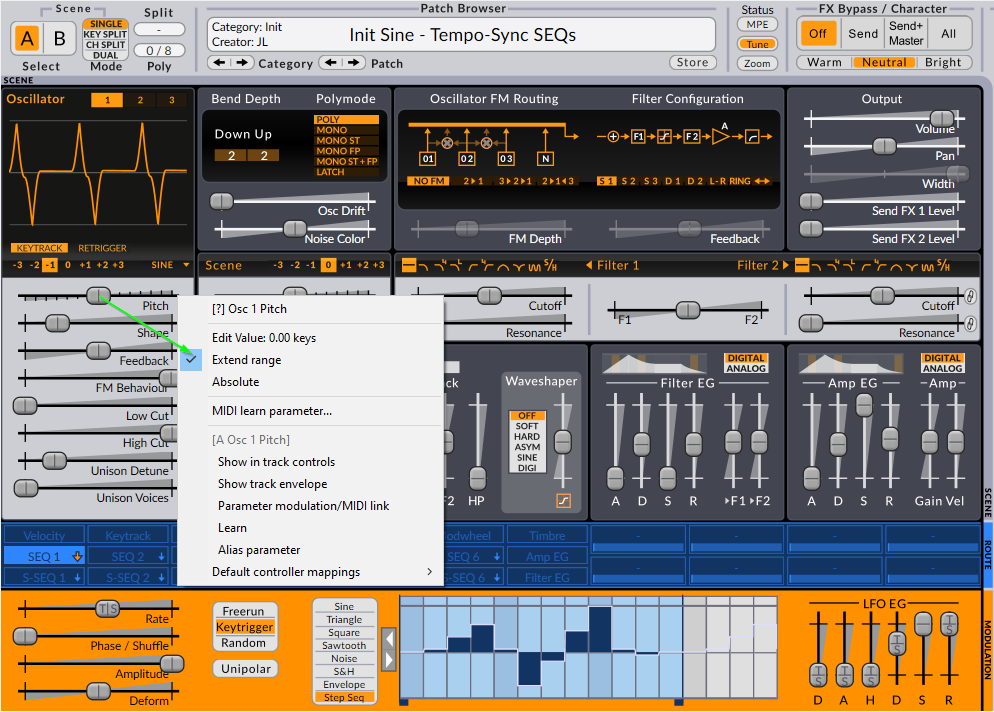 Scene
A B
Select
SINGLE
KEY SPLIT
CH SPLIT
DUAL
Mode
Split
-
0 / 8
Poly
Patch Browser
Category: Init
Creator: JL
Init Sine - Tempo-Sync SEQs
Category
Patch
Store
Status
MPE
Tune
Zoom
FX Bypass / Character
Off Send Send+ Master All
Warm Neutral Bright
SCENE
Oscillator 1 2 3
KEYTRACK RETRIGGER
-3 -2 -1 0 +1 +2 +3 SINE
Bend Depth
Down Up
2 2
Polymode
POLY
MONO
MONO ST
MONO FP
MONO ST+FP
LATCH
Osc Drift
Noise Color
Oscillator FM Routing
01 02 03 N
NO FM 2▸1 3▸2▸1 2▸1◂3
FM Depth
Filter Configuration
F1 F2 A
S1 S2 S3 D1 D2 L-R RING
Feedback
Output
Volume
Pan
Width
Send FX 1 Level
Send FX 2 Level
Scene -3 -2 -1 0 +1 +2 +3
S/H
Filter 1
Filter 2
S/H
Pitch
Shape
Feedback
FM Behaviour
Low Cut
High Cut
Unison Detune
Unison Voices
[?] Osc 1 Pitch
Edit Value: 0.00 keys
Extend range
Absolute
MIDI learn parameter...
[A Osc 1 Pitch]
Show in track controls
Show track envelope
Parameter modulation/MIDI link
Learn
Alias parameter
Default controller mappings
Cutoff
Resonance
F1 F2
Cutoff
Resonance
ck
F2 HP
Waveshaper
OFF
SOFT
HARD
ASYM
SINE
DIGI
DIGITAL
ANALOG
Filter EG
A D S R ▸F1 ▸F2
DIGITAL
ANALOG
Amp EG
Amp
A D S R Gain Vel
SCENE
Velocity Keytrack
odwheel Timbre
- - - -
SEQ 1 SEQ 2
SEQ 6 Amp EG
S-SEQ 1 S-SEQ 2
-SEQ 6 Filter EG
- - - -
ROUTE
Rate
T S
Phase / Shuffle
Amplitude
Deform
Freerun
Keytrigger
Random
Unipolar
Sine
Triangle
Square
Sawtooth
Noise
S&H
Envelope
Step Seq
LFO EG
T S T S T S T S T S
D A H D S R
MODULATION